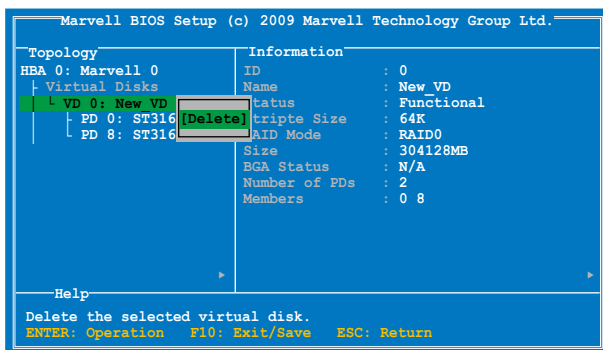 Marvell BIOS Setup (c) 2009 Marvell Technology Group Ltd.
Topology
HBA 0: Marvell 0
Virtual Disks
VD 0: New_VD
PD 0: ST316
PD 8: ST316
[Delete]
Information
ID : 0
Name : New_VD
tatus : Functional
tripte Size : 64K
AID Mode : RAID0
Size : 304128MB
BGA Status : N/A
Number of PDs : 2
Members : 0 8
Help
Delete the selected virtual disk.
ENTER: Operation F10: Exit/Save ESC: Return